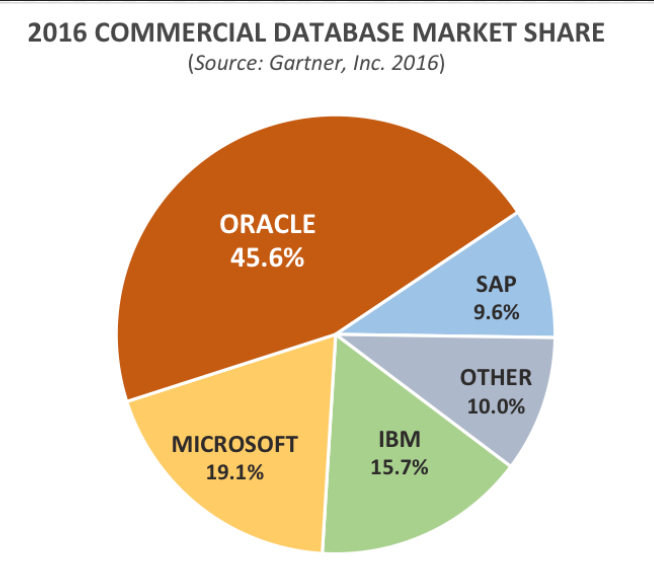 2016 COMMERCIAL DATABASE MARKET SHARE
(Source: Gartner, Inc. 2016)
ORACLE
45.6%
SAP
9.6%
OTHER
10.0%
IBM
15.7%
MICROSOFT
19.1%